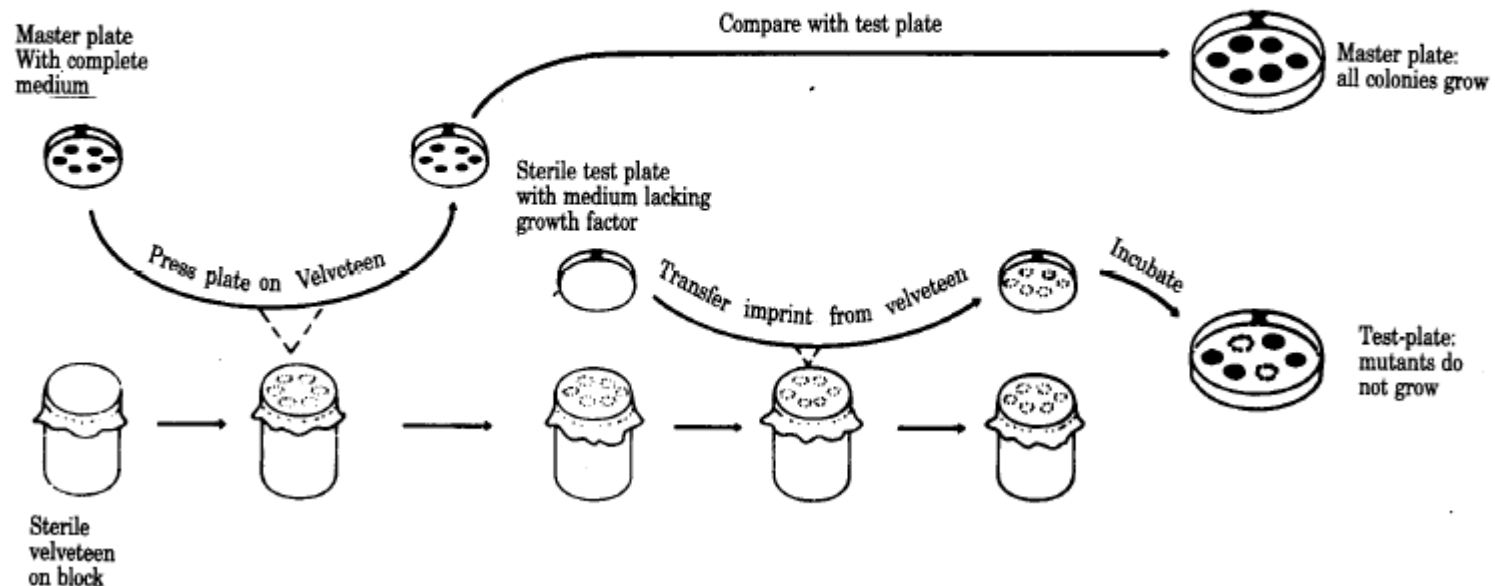 Master plate
With complete
medium
Compare with test plate
Master plate:
all colonies grow
Sterile test plate
with medium lacking
growth factor
Press plate on Velveteen
Transfer imprint from velveteen
Incubate
Test-plate:
mutants do
not grow
Sterile
velveteen
on block